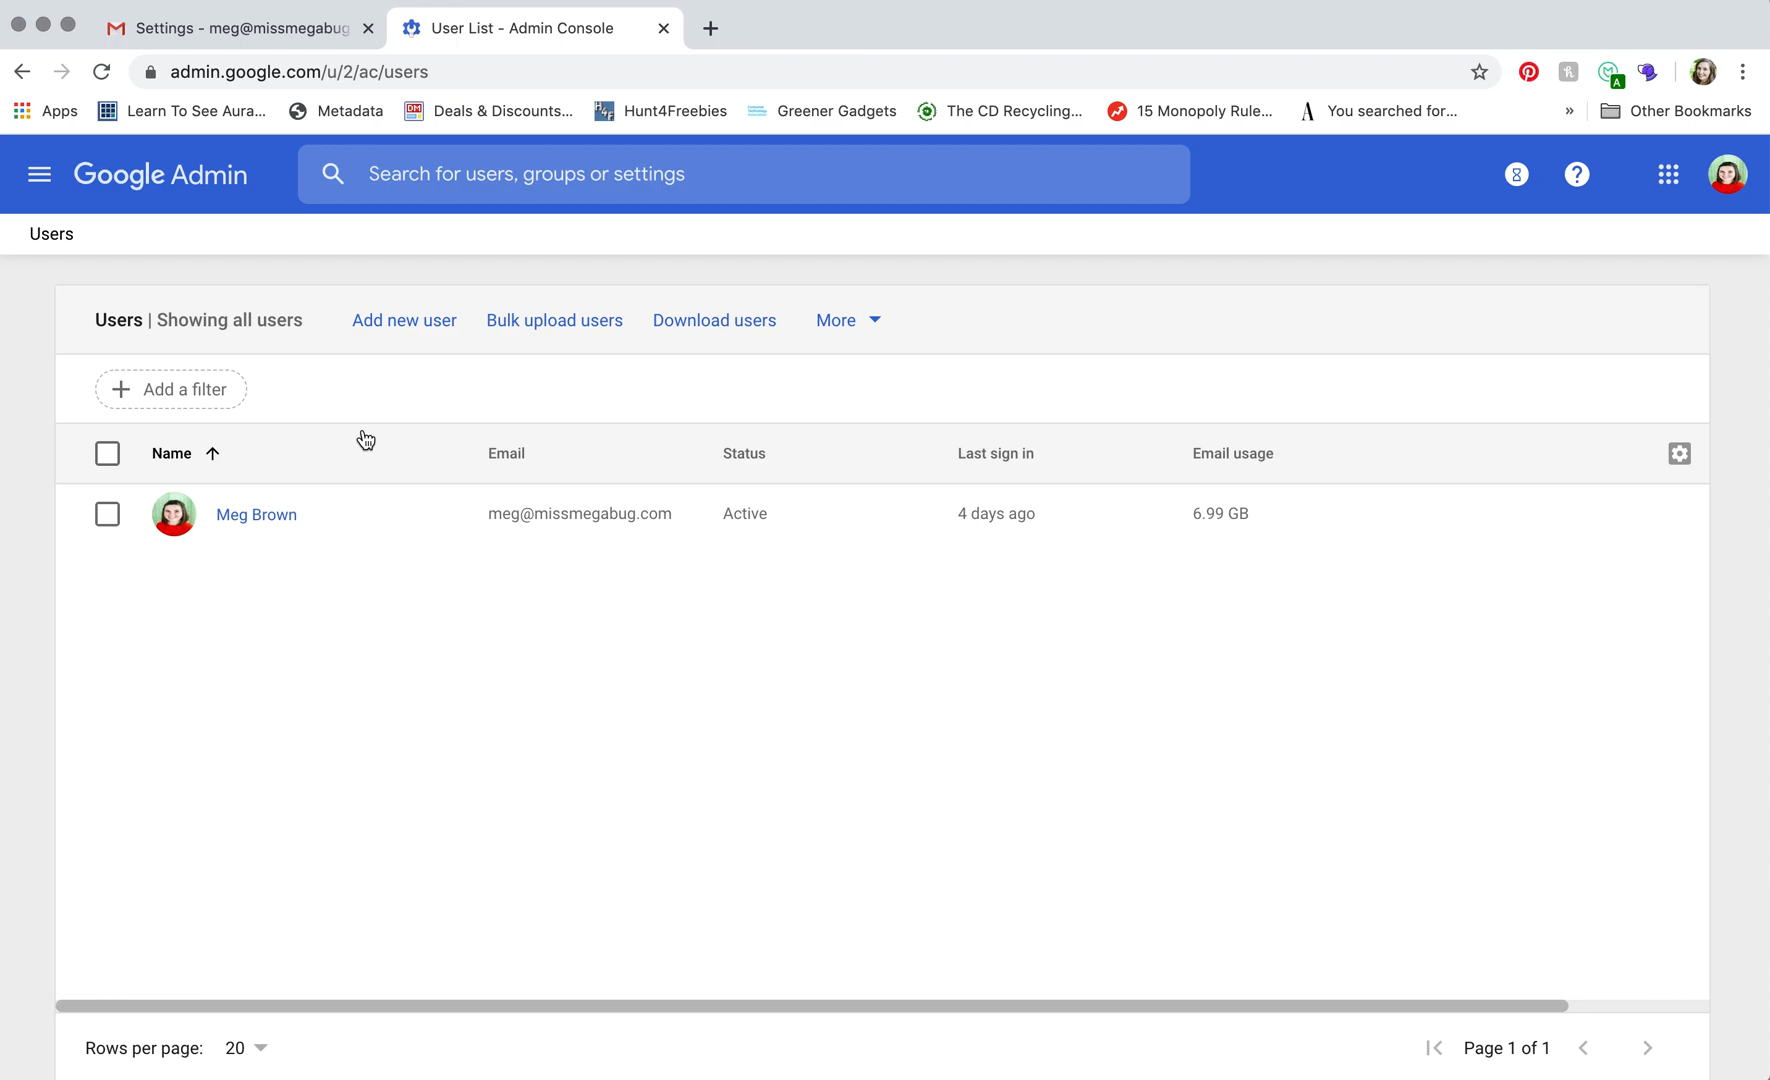 Settings - meg@missmegabug
User List - Admin Console
admin.google.com/u/2/ac/users
A
Apps
Learn To See Aura...
Metadata
DM
Deals & Discounts...
H4F
Hunt4Freebies
Greener Gadgets
The CD Recycling...
15 Monopoly Rule...
You searched for...
»
Other Bookmarks
Google Admin
Search for users, groups or settings
?
Users
Users | Showing all users
Add new user
Bulk upload users
Download users
More
Add a filter
Name
Email
Status
Last sign in
Email usage
Meg Brown
meg@missmegabug.com
Active
4 days ago
6.99 GB
Rows per page: 20
Page 1 of 1